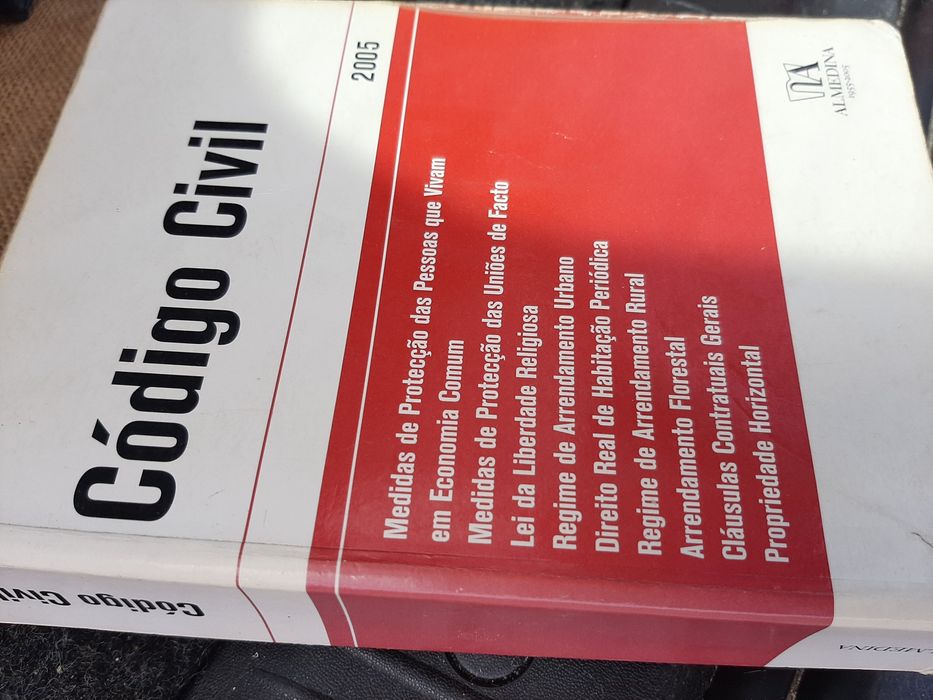 Código Civil
2005
Medidas de Protecção das Pessoas que Vivam
em Economia Comum
Medidas de Protecção das Uniões de Facto
Lei da Liberdade Religiosa
Regime de Arrendamento Urbano
Direito Real de Habitação Periódica
Regime de Arrendamento Rural
Arrendamento Florestal
Cláusulas Contratuais Gerais
Propriedade Horizontal
ALMEDINA
1955-2005
Código Civil